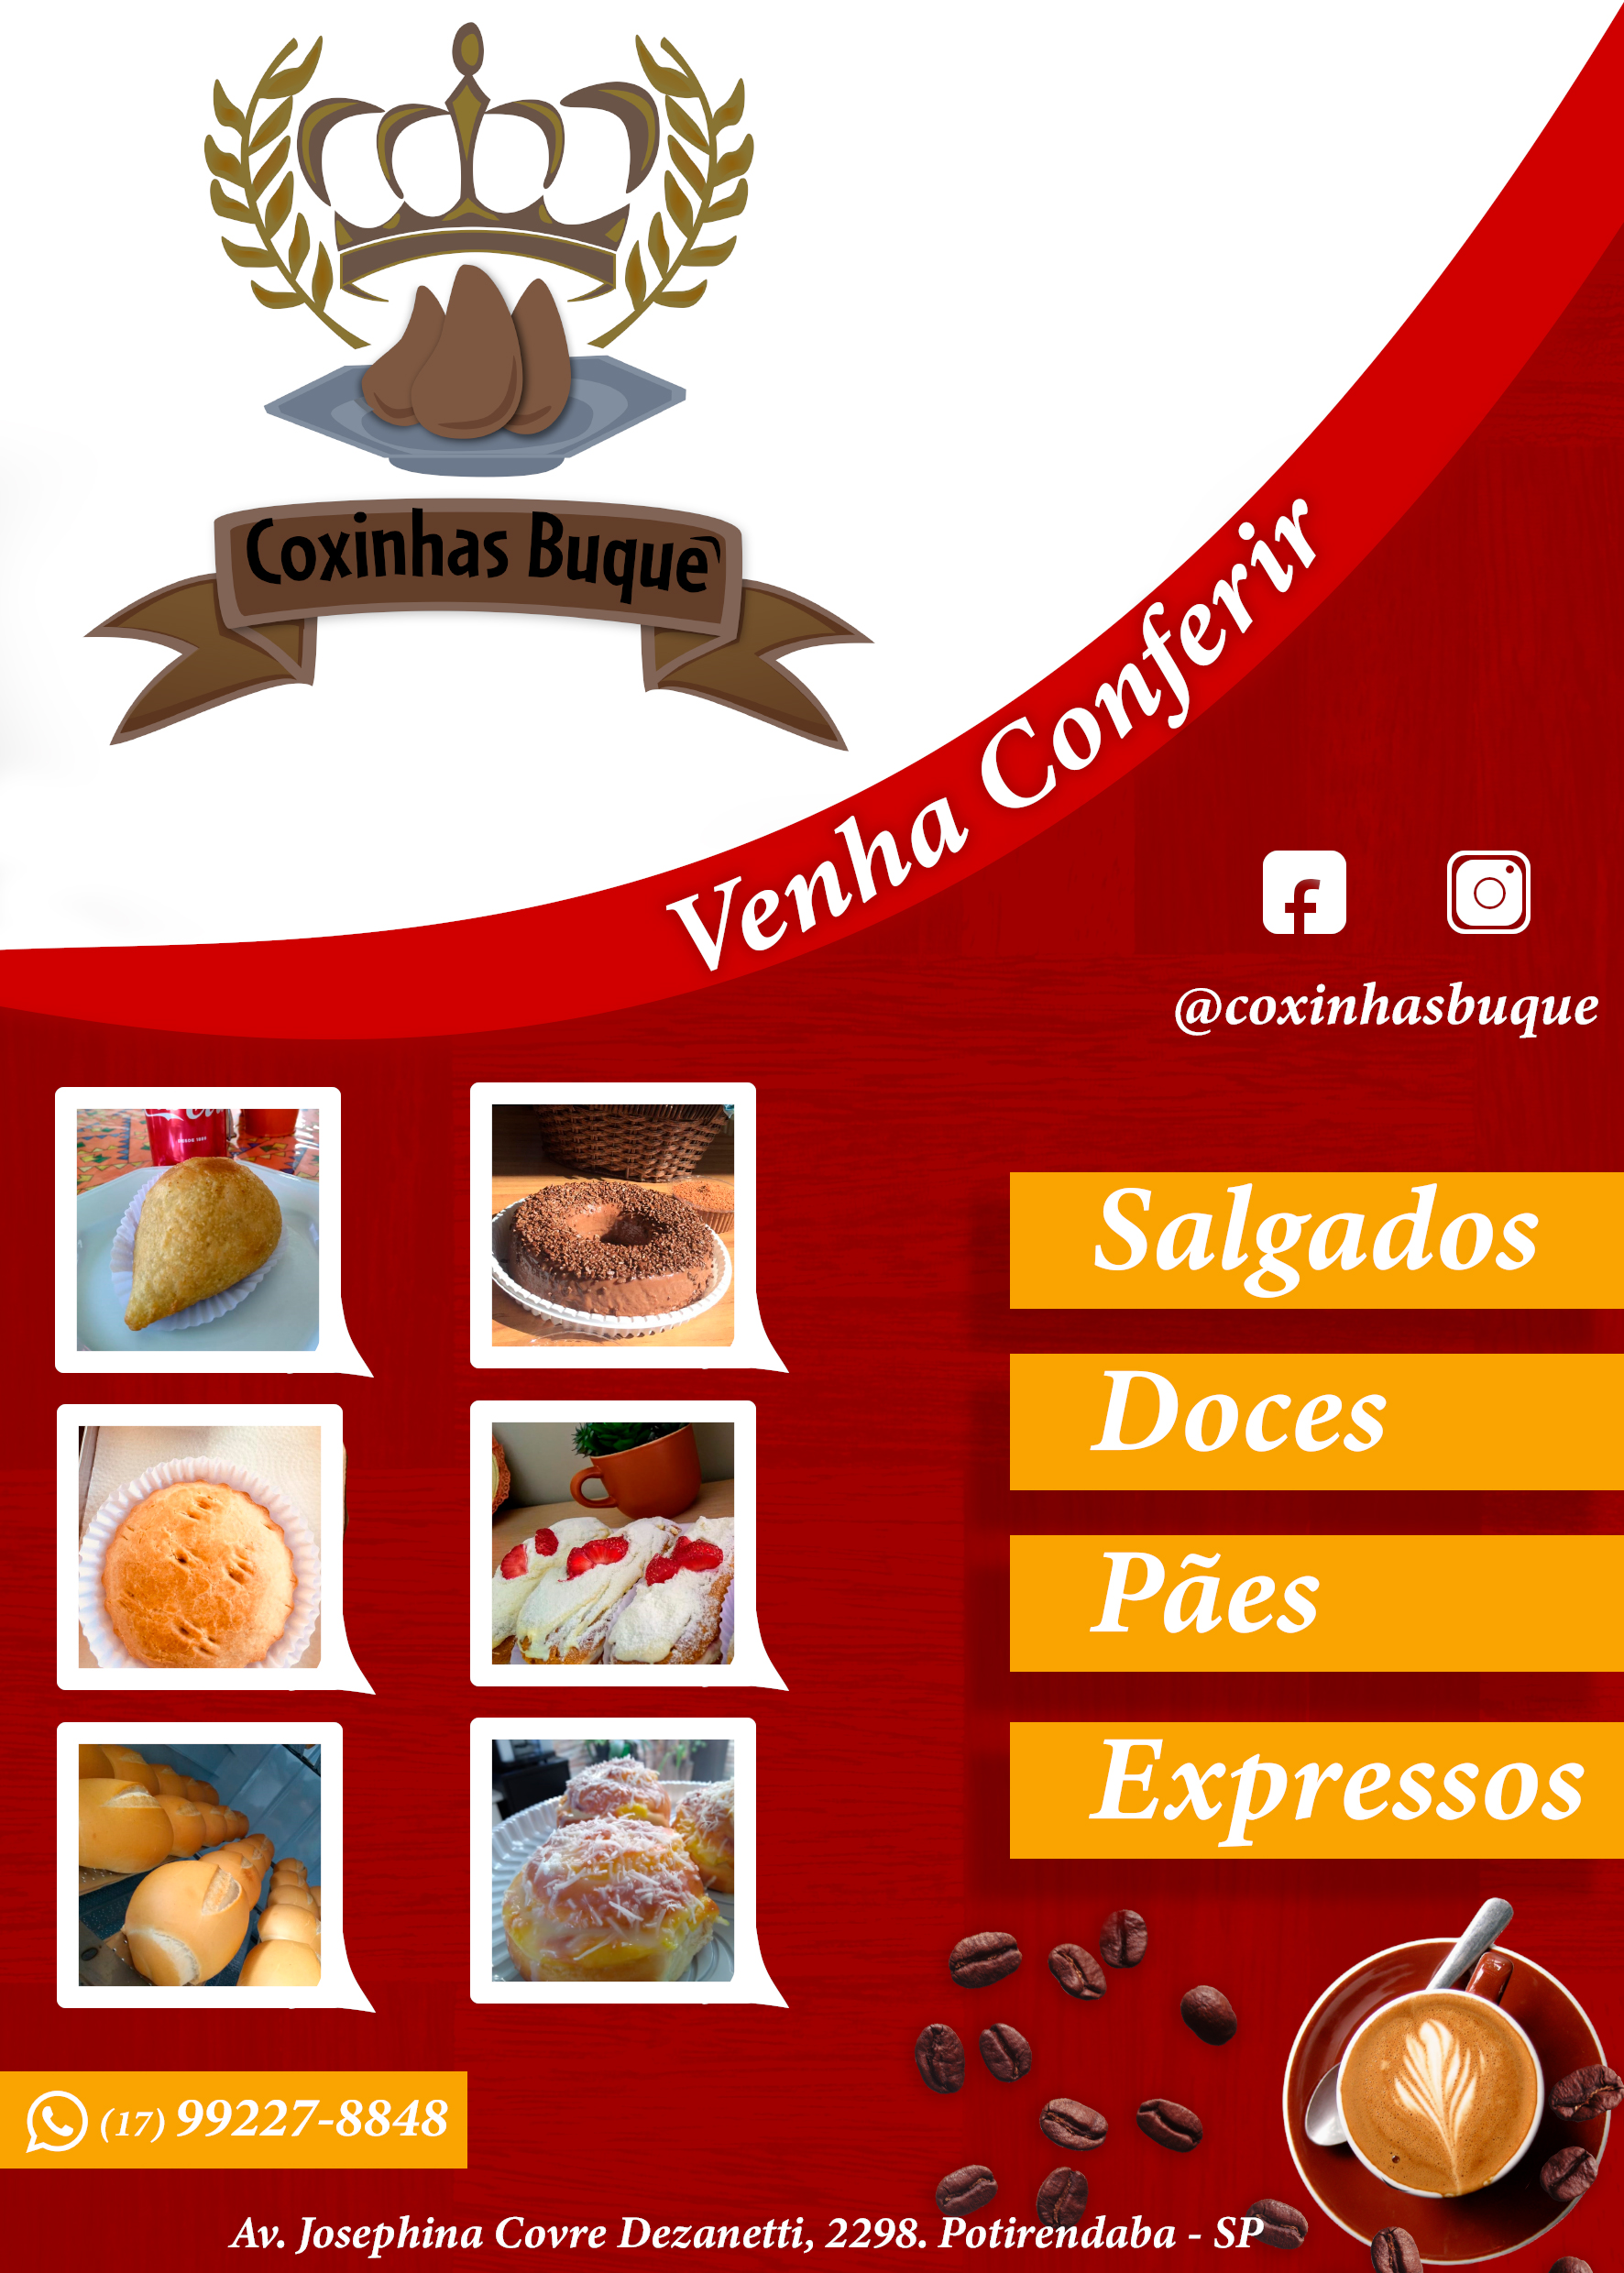 Coxinhas Buquê
Venha Conferir
@coxinhasbuque
Salgados
Doces
Pães
Expressos
(17) 99227-8848
Av. Josephina Covre Dezanetti, 2298. Potirendaba - SP